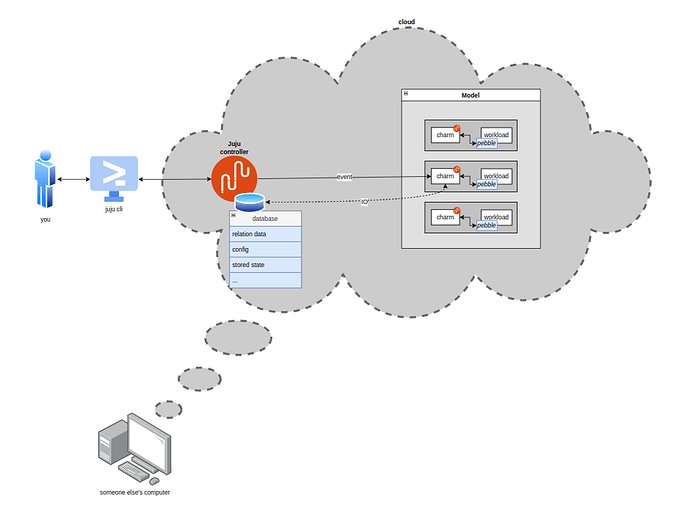 cloud
Model
charm
workload
pebble
Juju
controller
you
juju cli
event
charm
workload
pebble
IO
database
relation data
config
stored state
...
charm
workload
pebble
someone else's computer